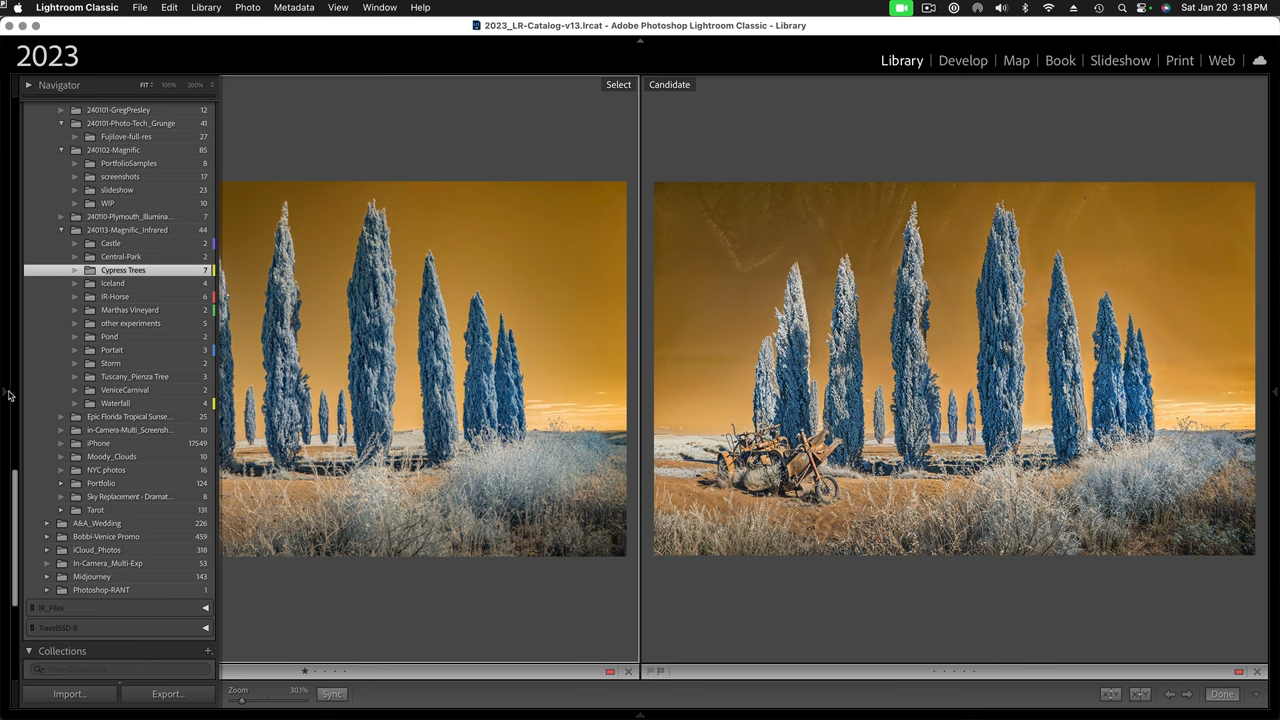 Lightroom Classic File Edit Library Photo Metadata View Window Help Sat Jan 20 3:18 PM
2023_LR-Catalog-v13.lrcat - Adobe Photoshop Lightroom Classic - Library
2023
Library | Develop | Map | Book | Slideshow | Print | Web
Navigator FIT 100% 200%
Select
Candidate
240101-GregPresley 12
240101-Photo-Tech_Grunge 41
Fujilove-full-res 27
240102-Magnific 85
PortfolioSamples 8
screenshots 17
slideshow 23
WIP 10
240110-Plymouth_Illumina... 7
240113-Magnific_Infrared 44
Castle 2
Central-Park 2
Cypress Trees 7
Iceland 4
IR-Horse 6
Marthas Vineyard 2
other experiments 5
Pond 2
Portait 3
Storm 2
Tuscany_Pienza Tree 3
VeniceCarnival 2
Waterfall 4
Epic Florida Tropical Sunse... 25
in-Camera-Multi_Screensh... 10
iPhone 17549
Moody_Clouds 10
NYC photos 16
Portfolio 124
Sky Replacement - Dramat... 8
Tarot 131
A&A_Wedding 226
Bobbi-Venice Promo 459
iCloud_Photos 318
In-Camera_Multi-Exp 53
Midjourney 143
Photoshop-RANT 1
IR_Files
TravelSSD-8
Collections +
Filter Collections
Import... Export...
Zoom 30.1% Sync
Done